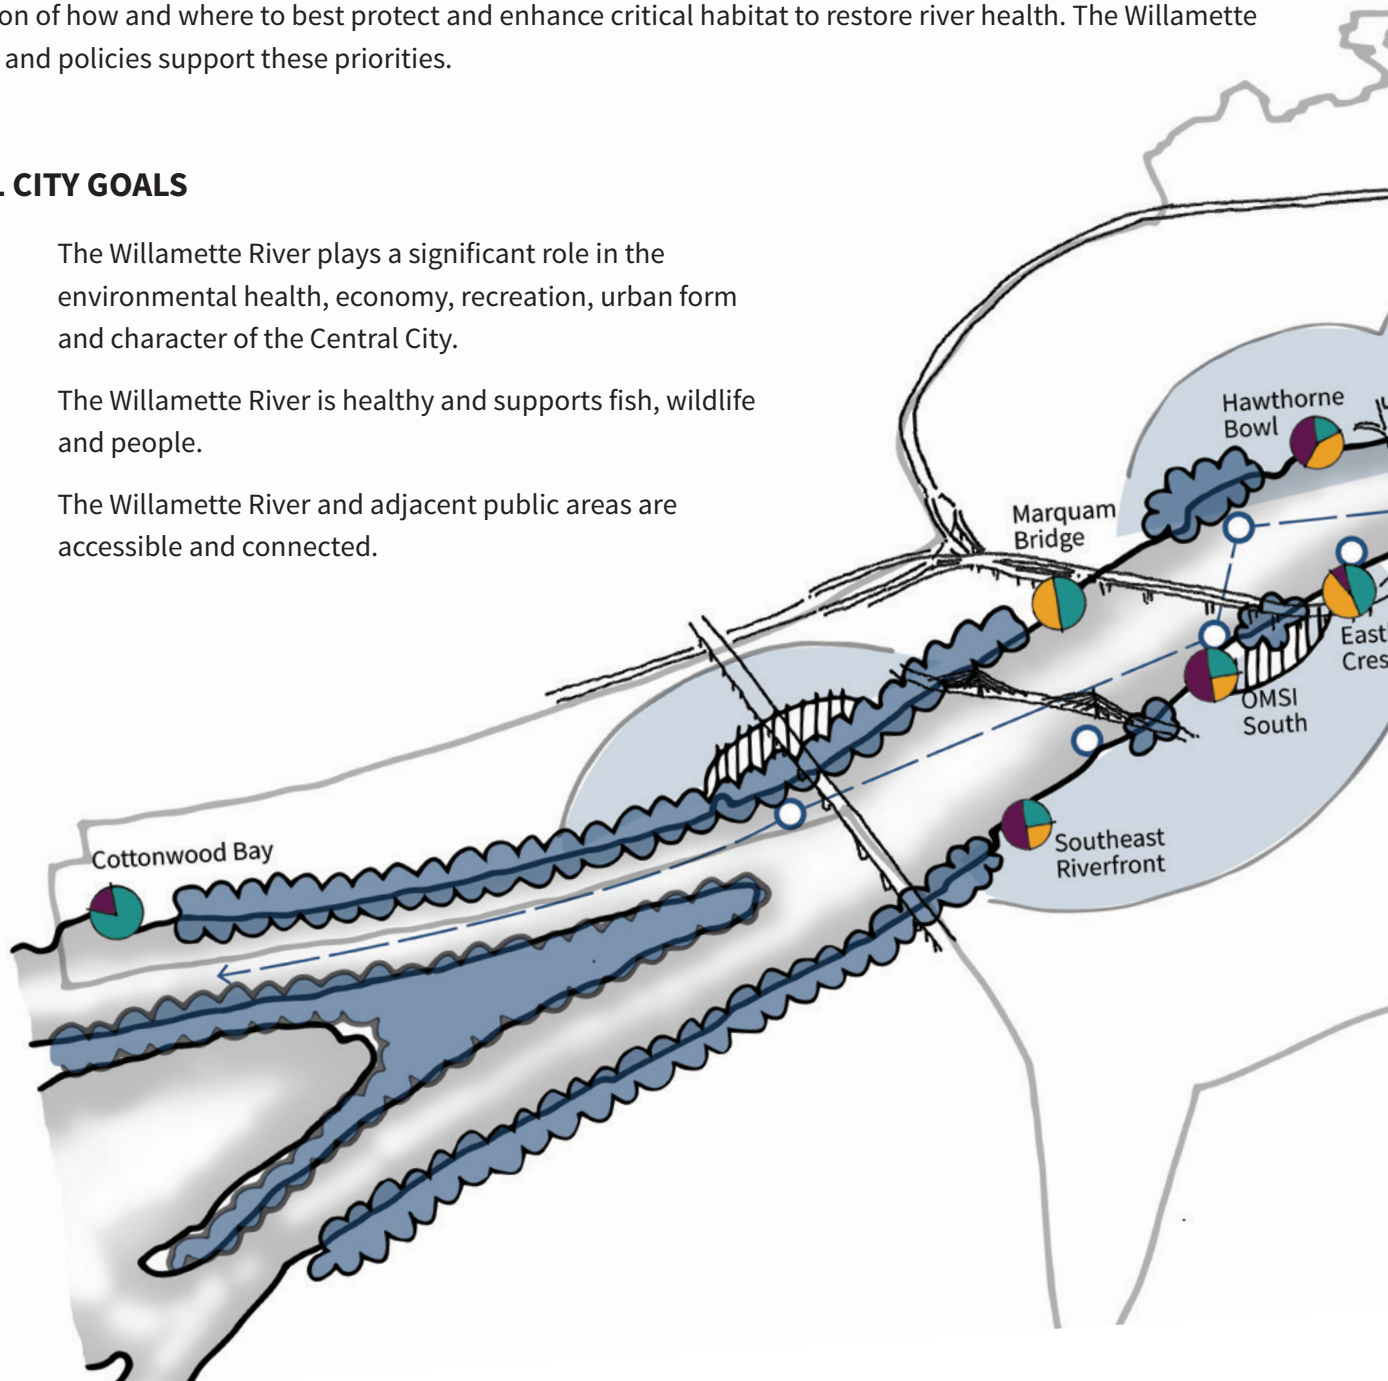 on of how and where to best protect and enhance critical habitat to restore river health. The Willamette
and policies support these priorities.
CITY GOALS
The Willamette River plays a significant role in the
environmental health, economy, recreation, urban form
and character of the Central City.
The Willamette River is healthy and supports fish, wildlife
and people.
The Willamette River and adjacent public areas are
accessible and connected.
Hawthorne
Bowl
Marquam
Bridge
East
Cres
OMSI
South
Southeast
Riverfront
Cottonwood Bay